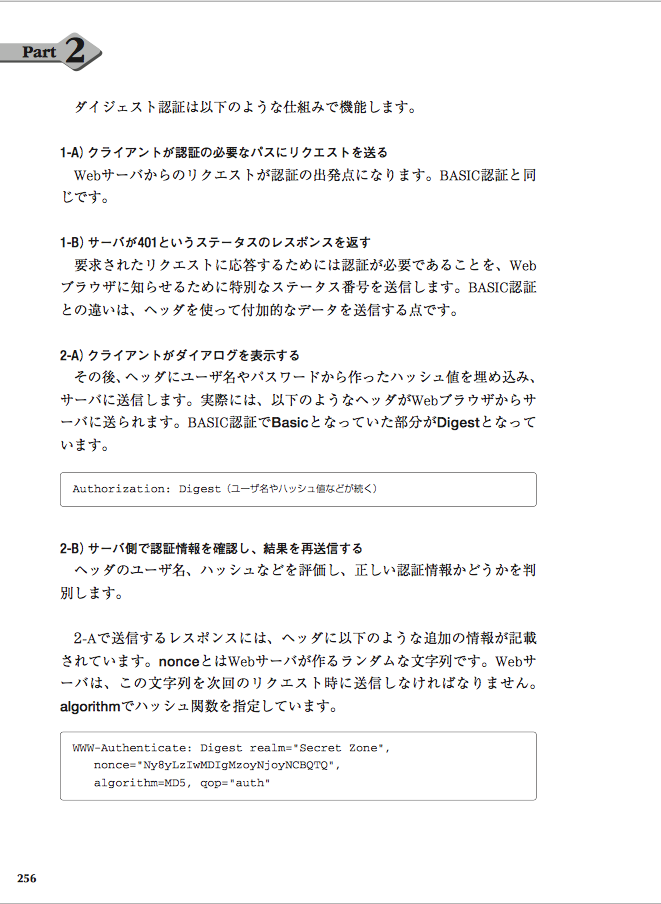 Part 2
ダイジェスト認証は以下のような仕組みで機能します。
1-A) クライアントが認証の必要なパスにリクエストを送る
Webサーバからのリクエストが認証の出発点になります。BASIC認証と同
じです。
1-B) サーバが401というステータスのレスポンスを返す
要求されたリクエストに応答するためには認証が必要であることを、Web
ブラウザに知らせるために特別なステータス番号を送信します。BASIC認証
との違いは、ヘッダを使って付加的なデータを送信する点です。
2-A) クライアントがダイアログを表示する
その後、ヘッダにユーザ名やパスワードから作ったハッシュ値を埋め込み、
サーバに送信します。実際には、以下のようなヘッダがWebブラウザからサ
ーバに送られます。BASIC認証でBasicとなっていた部分がDigestとなって
います。
Authorization: Digest（ユーザ名やハッシュ値などが続く）
2-B) サーバ側で認証情報を確認し、結果を再送信する
ヘッダのユーザ名、ハッシュなどを評価し、正しい認証情報かどうかを判
別します。
2-Aで送信するレスポンスには、ヘッダに以下のような追加の情報が記載
されています。nonceとはWebサーバが作るランダムな文字列です。Webサ
ーバは、この文字列を次回のリクエスト時に送信しなければなりません。
algorithmでハッシュ関数を指定しています。
WWW-Authenticate: Digest realm="Secret Zone",
nonce="Ny8yLzIwMDIgMzoyNjoyNCBQTQ",
algorithm=MD5, qop="auth"
256